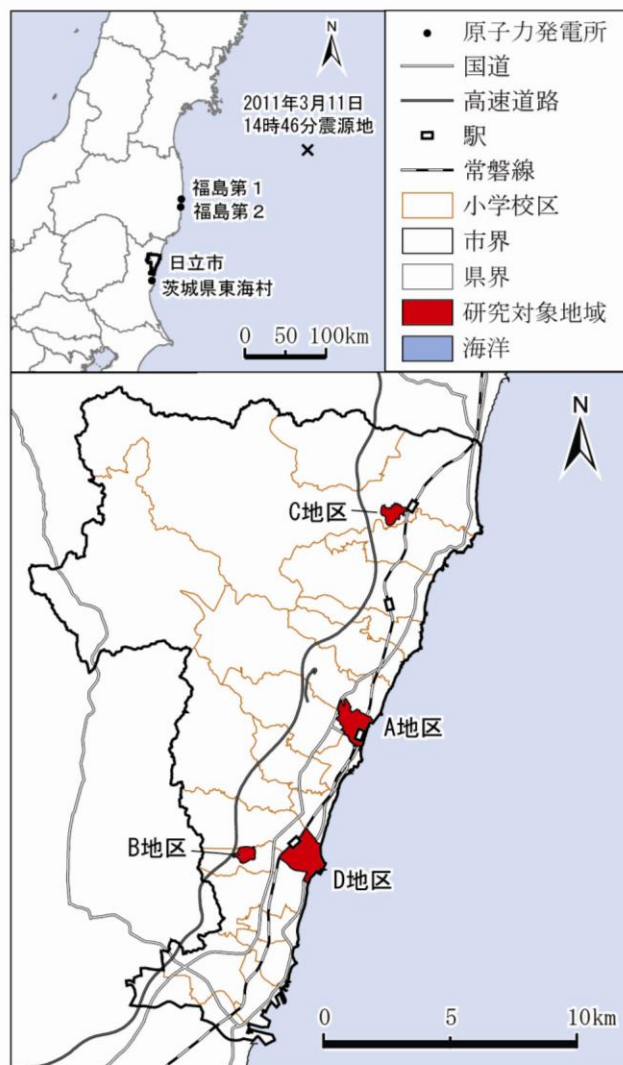 N
2011年3月11日
14時46分震源地
福島第1
福島第2
日立市
茨城県東海村
0 50 100km
原子力発電所
国道
高速道路
駅
常磐線
小学校区
市界
県界
研究対象地域
海洋
N
C地区
A地区
B地区
D地区
0 5 10km